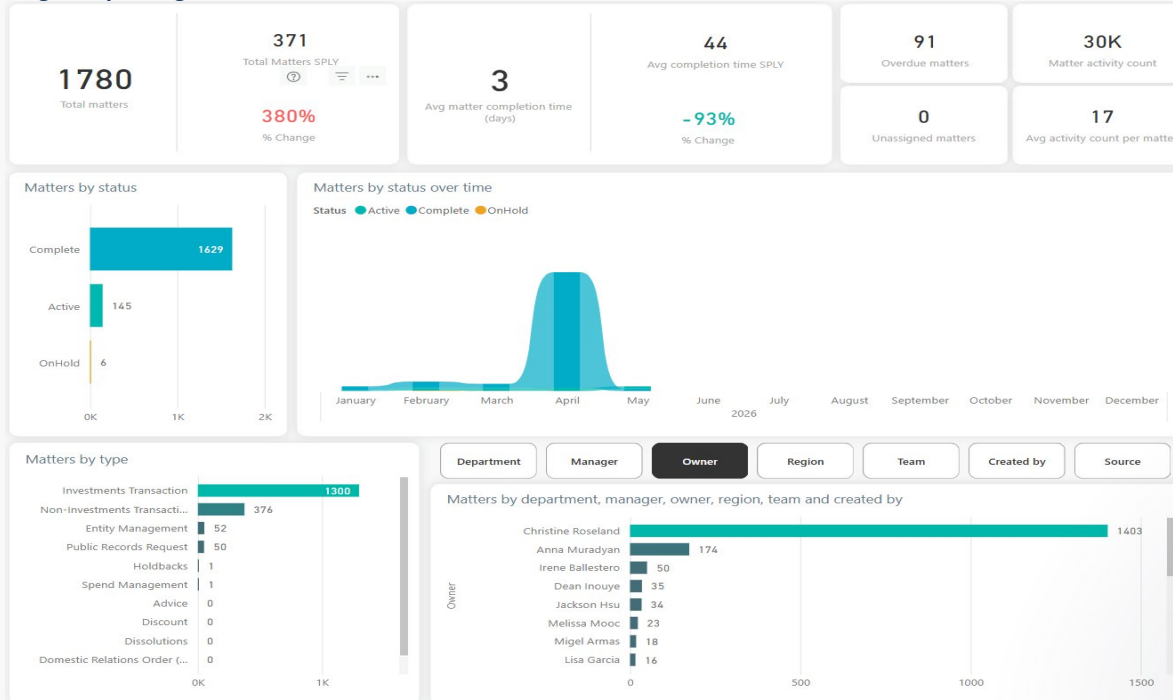 1780
Total matters
371
Total Matters SPLY
380%
% Change
3
Avg matter completion time
(days)
44
Avg completion time SPLY
-93%
% Change
91
Overdue matters
30K
Matter activity count
0
Unassigned matters
17
Avg activity count per matte
Matters by status
Complete 1629
Active 145
OnHold 6
0K 1K 2K
Matters by status over time
Status Active Complete OnHold
January February March April May June July August September October November December
2026
Matters by type
Investments Transaction 1300
Non-Investments Transacti... 376
Entity Management 52
Public Records Request 50
Holdbacks 1
Spend Management 1
Advice 0
Discount 0
Dissolutions 0
Domestic Relations Order (... 0
0K 1K
Department Manager Owner Region Team Created by Source
Matters by department, manager, owner, region, team and created by
Owner
Christine Roseland 1403
Anna Muradyan 174
Irene Ballestero 50
Dean Inouye 35
Jackson Hsu 34
Melissa Mooc 23
Migel Armas 18
Lisa Garcia 16
0 500 1000 1500